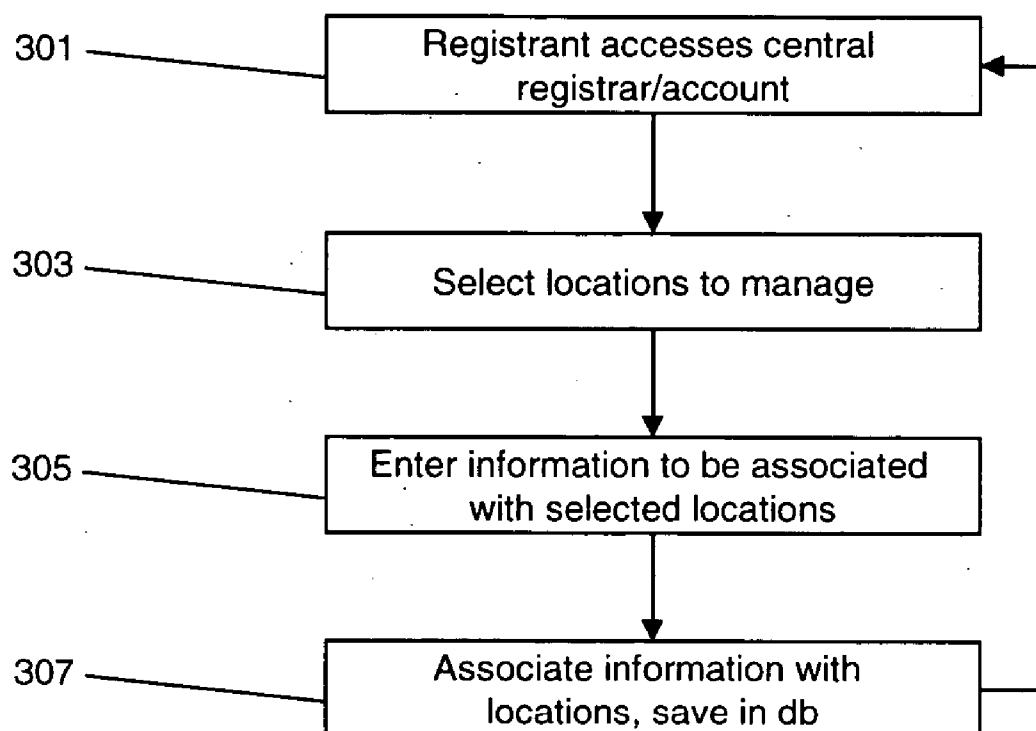 301
Registrant accesses central
registrar/account
303
Select locations to manage
305
Enter information to be associated
with selected locations
307
Associate information with
locations, save in db